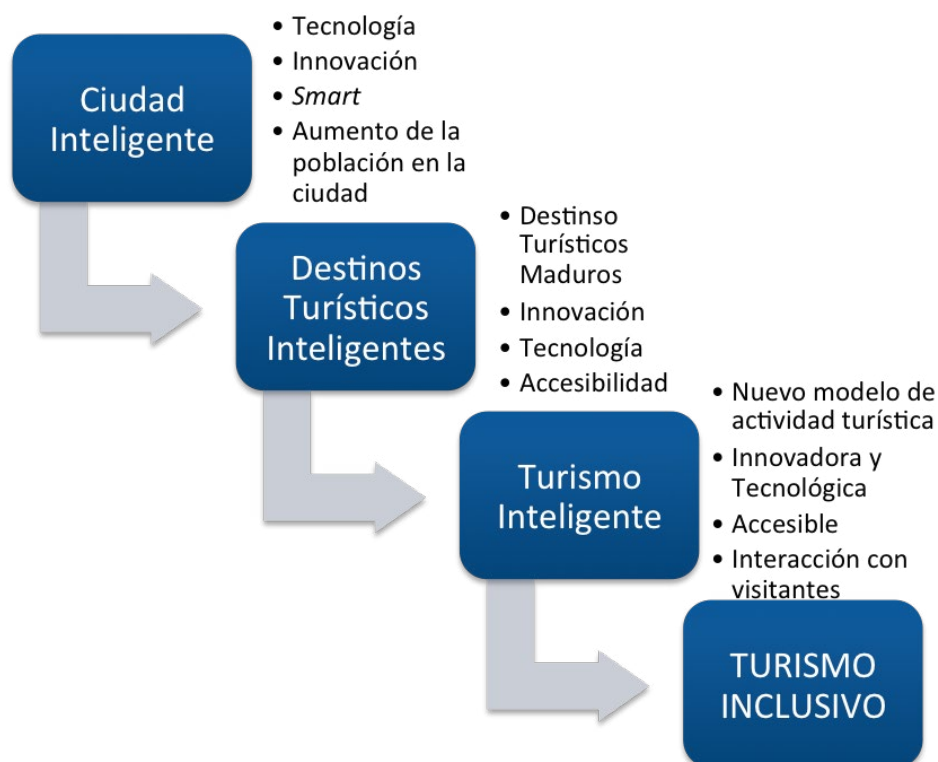 Ciudad
Inteligente
• Tecnología
• Innovación
• Smart
• Aumento de la
población en la
ciudad
Destinos
Turísticos
Inteligentes
• Destinso
Turísticos
Maduros
• Innovación
• Tecnología
• Accesibilidad
Turismo
Inteligente
• Nuevo modelo de
actividad turística
• Innovadora y
Tecnológica
• Accesible
• Interacción con
visitantes
TURISMO
INCLUSIVO